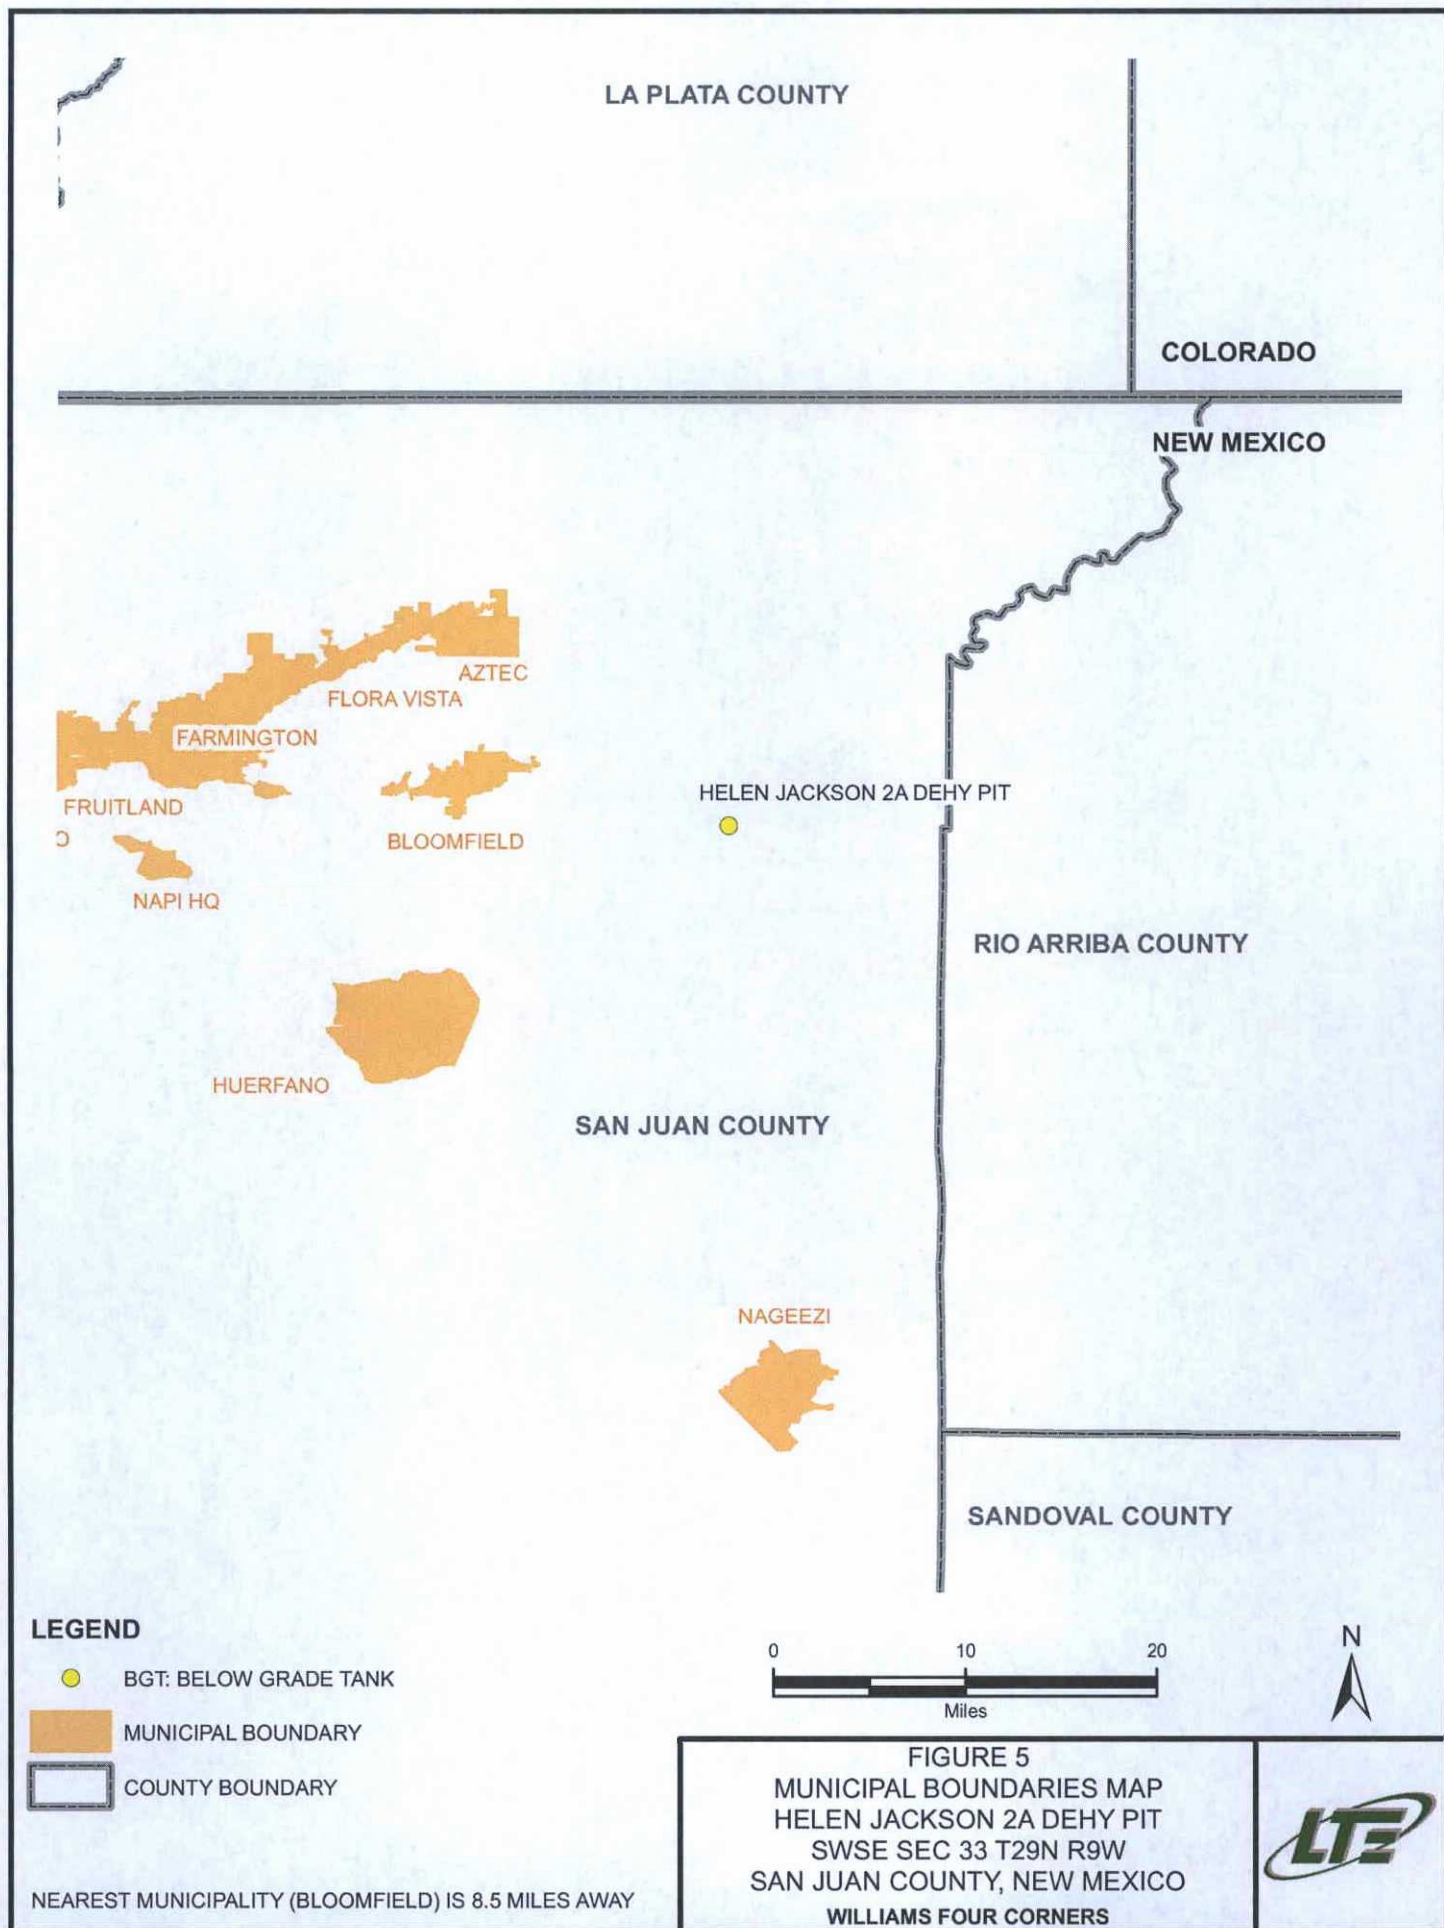 LA PLATA COUNTY
COLORADO
NEW MEXICO
AZTEC
FLORA VISTA
FARMINGTON
HELEN JACKSON 2A DEHY PIT
FRUITLAND
O
BLOOMFIELD
NAPI HQ
RIO ARRIBA COUNTY
HUERFANO
SAN JUAN COUNTY
NAGEEZI
SANDOVAL COUNTY
LEGEND
BGT: BELOW GRADE TANK
MUNICIPAL BOUNDARY
COUNTY BOUNDARY
NEAREST MUNICIPALITY (BLOOMFIELD) IS 8.5 MILES AWAY
0 10 20
Miles
N
FIGURE 5
MUNICIPAL BOUNDARIES MAP
HELEN JACKSON 2A DEHY PIT
SWSE SEC 33 T29N R9W
SAN JUAN COUNTY, NEW MEXICO
WILLIAMS FOUR CORNERS
LTE